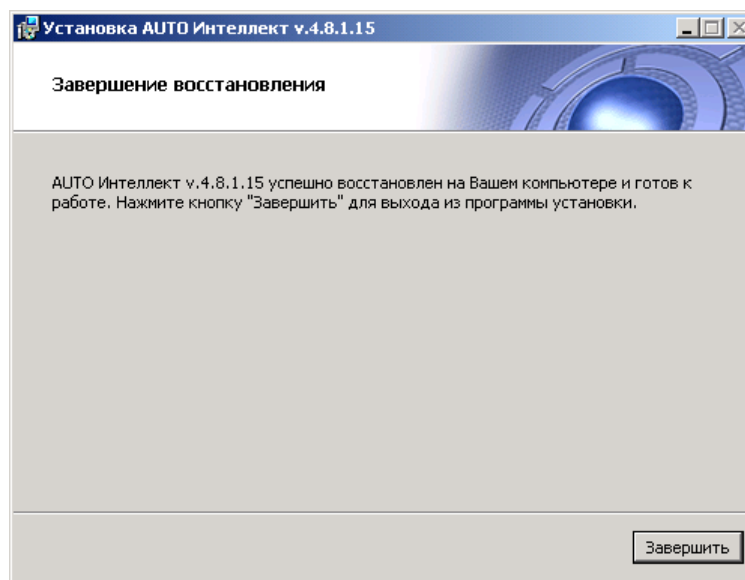 Установка AUTO Интеллект v.4.8.1.15
Завершение восстановления
AUTO Интеллект v.4.8.1.15 успешно восстановлен на Вашем компьютере и готов к
работе. Нажмите кнопку "Завершить" для выхода из программы установки.
Завершить